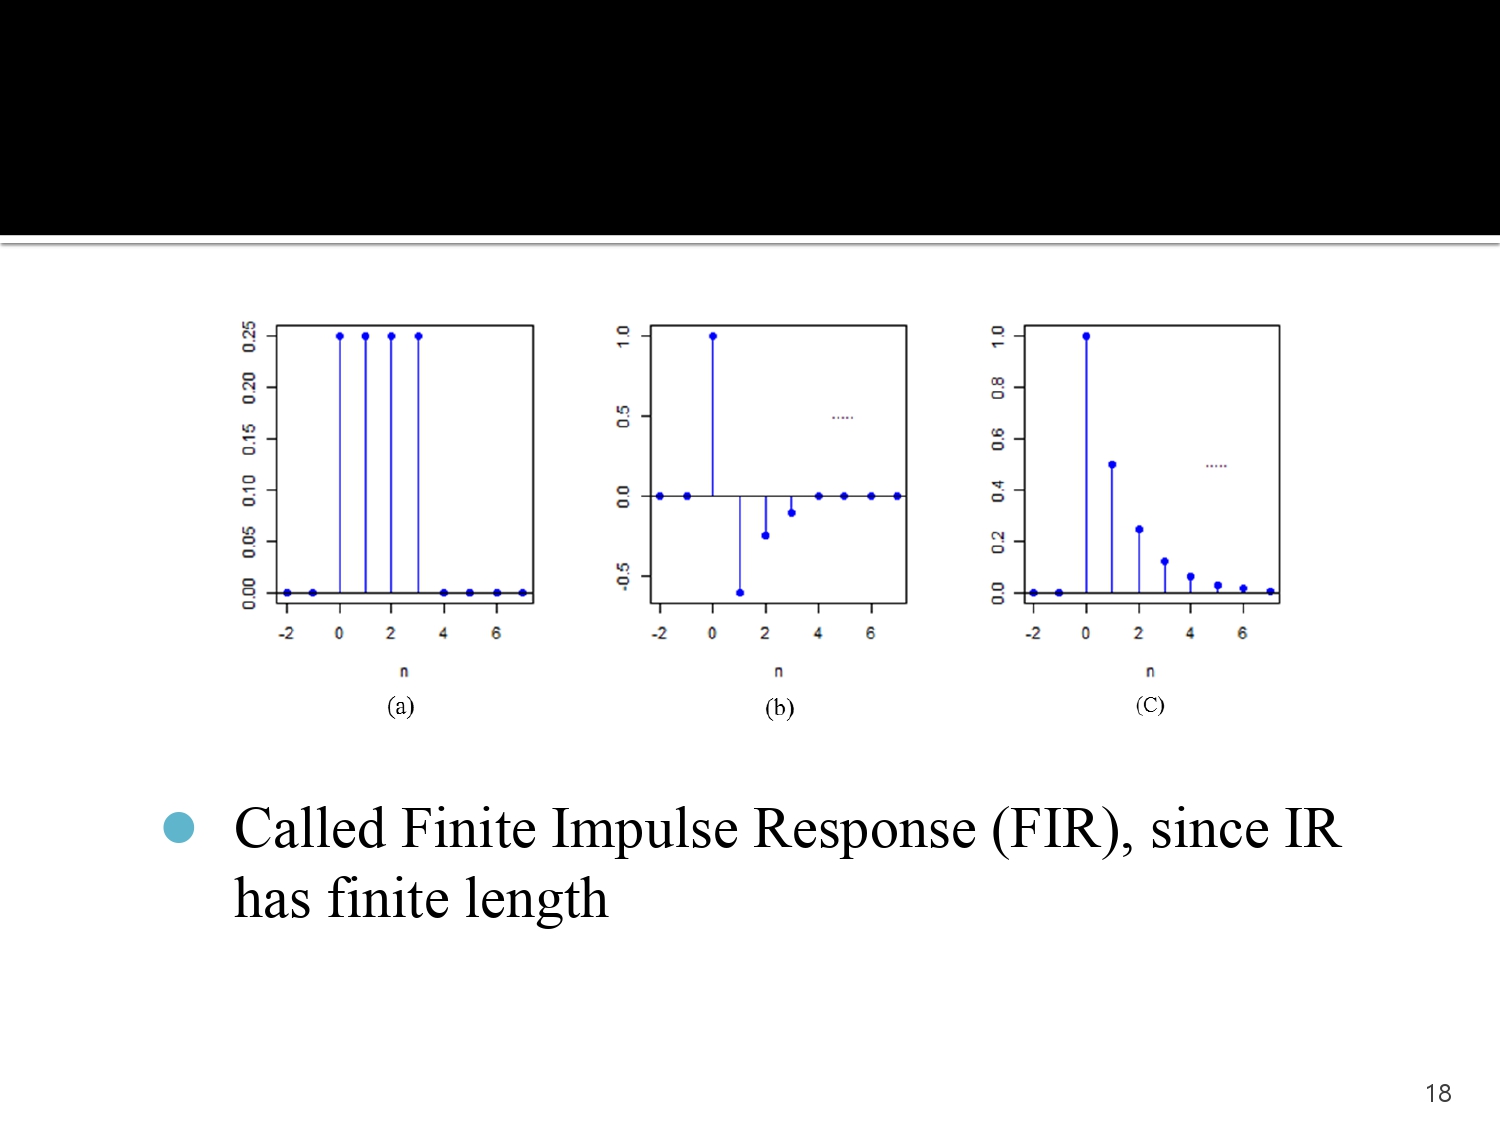 0.25
0.20
0.15
0.10
0.05
0.00
-2 0 2 4 6
n
(a)
1.0
0.5
0.0
-0.5
-2 0 2 4 6
n
(b)
.....
1.0
0.8
0.6
0.4
0.2
0.0
-2 0 2 4 6
n
(C)
.....
Called Finite Impulse Response (FIR), since IR
has finite length
18